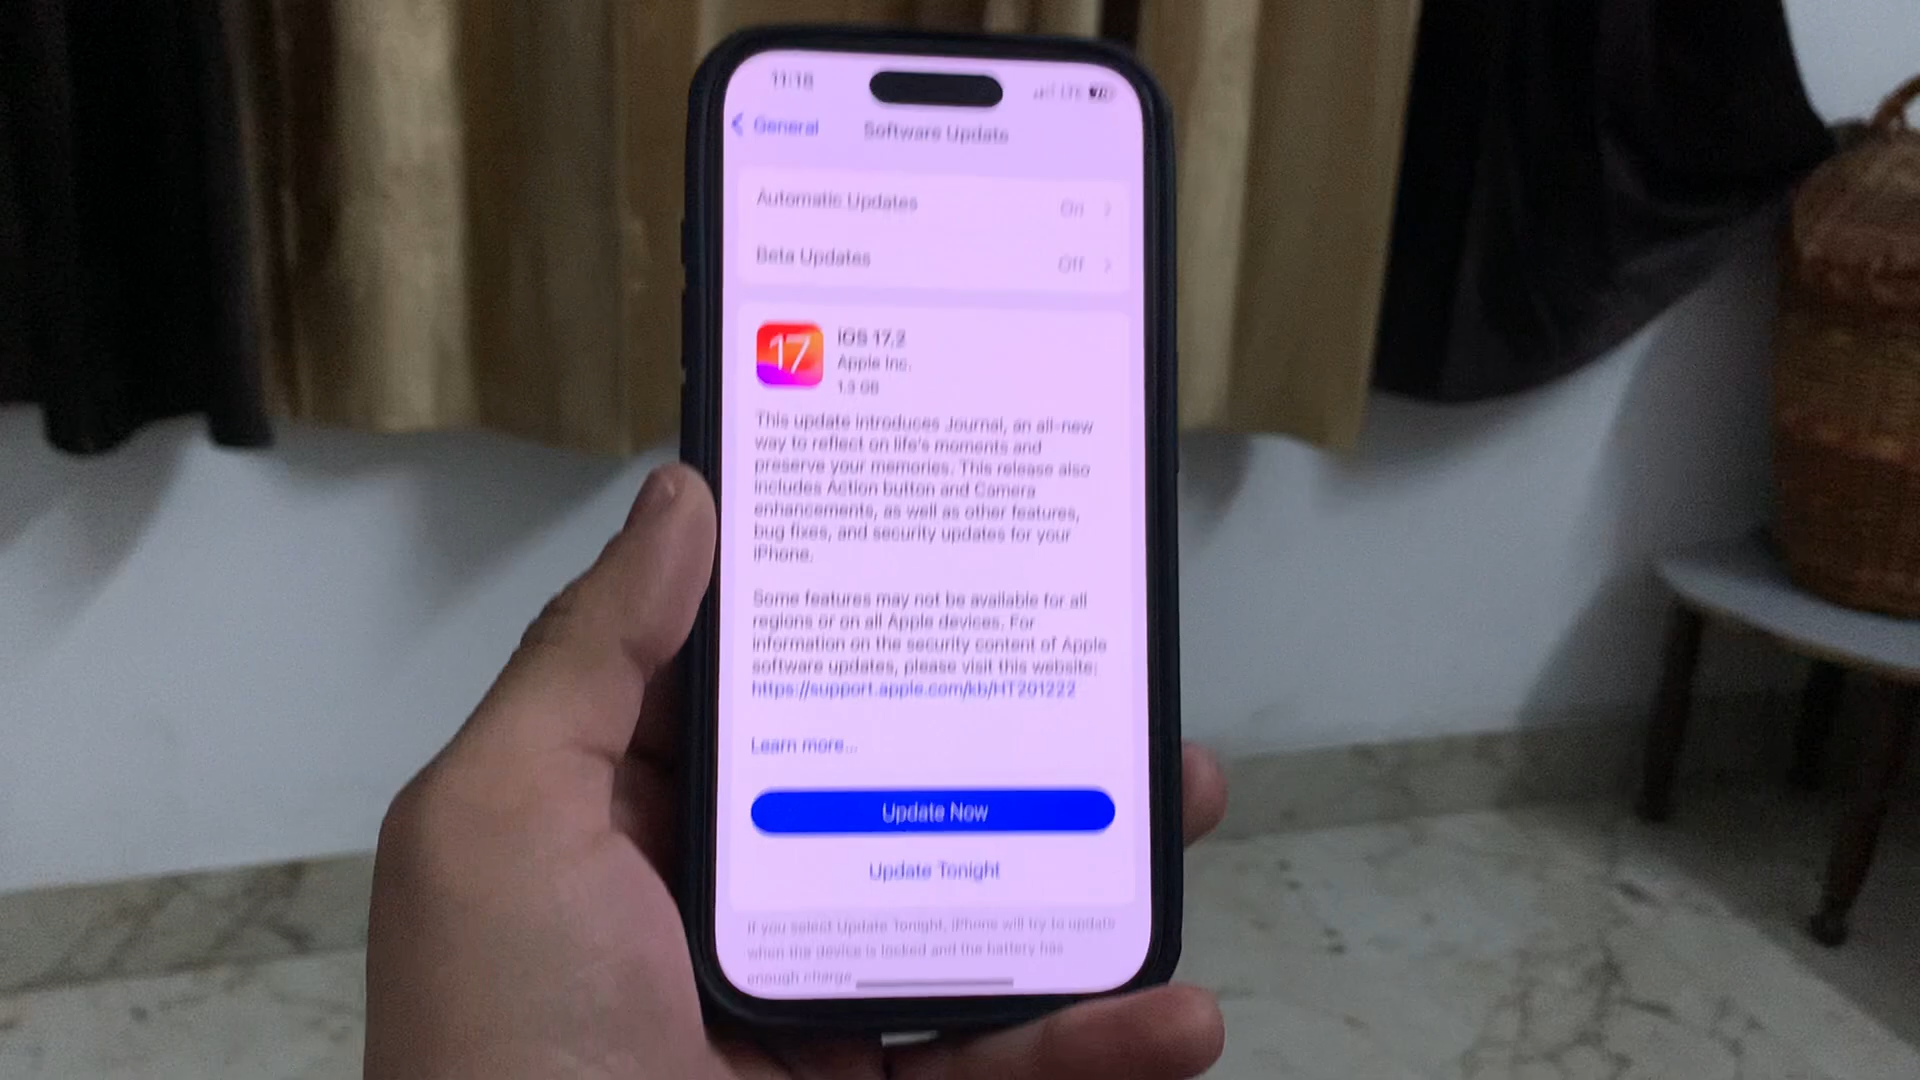 11:18
LTE
General
Software Update
Automatic Updates On
Beta Updates Off
17
iOS 17.2
Apple Inc.
1.3 GB
This update introduces Journal, an all-new
way to reflect on life's moments and
preserve your memories. This release also
includes Action button and Camera
enhancements, as well as other features,
bug fixes, and security updates for your
iPhone.
Some features may not be available for all
regions or on all Apple devices. For
information on the security content of Apple
software updates, please visit this website:
https://support.apple.com/kb/HT201222
Learn more...
Update Now
Update Tonight
If you select Update Tonight, iPhone will try to update
when the device is locked and the battery has
enough charge